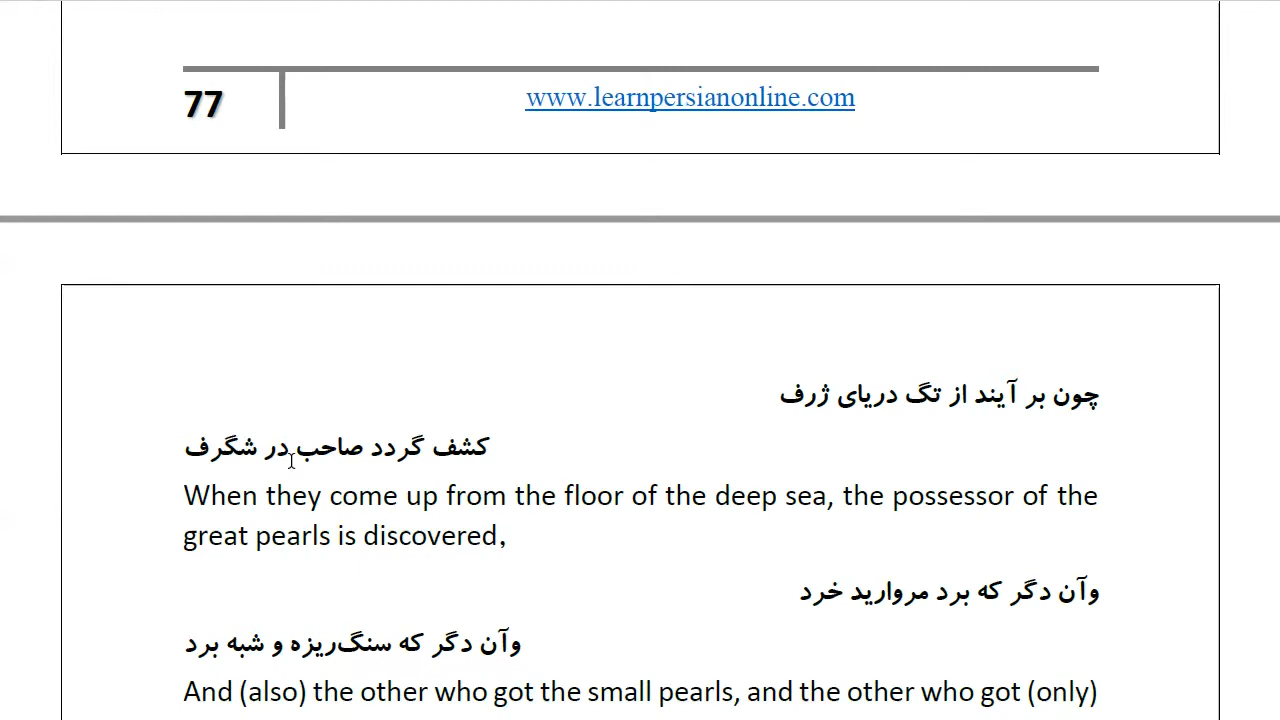 77
www.learnpersianonline.com
چون بر آیند از تگ دریای ژرف
کشف گردد صاحب در شگرف
When they come up from the floor of the deep sea, the possessor of the
great pearls is discovered,
وآن دگر که برد مروارید خرد
وآن دگر که سنگ‌ریزه و شبه برد
And (also) the other who got the small pearls, and the other who got (only)